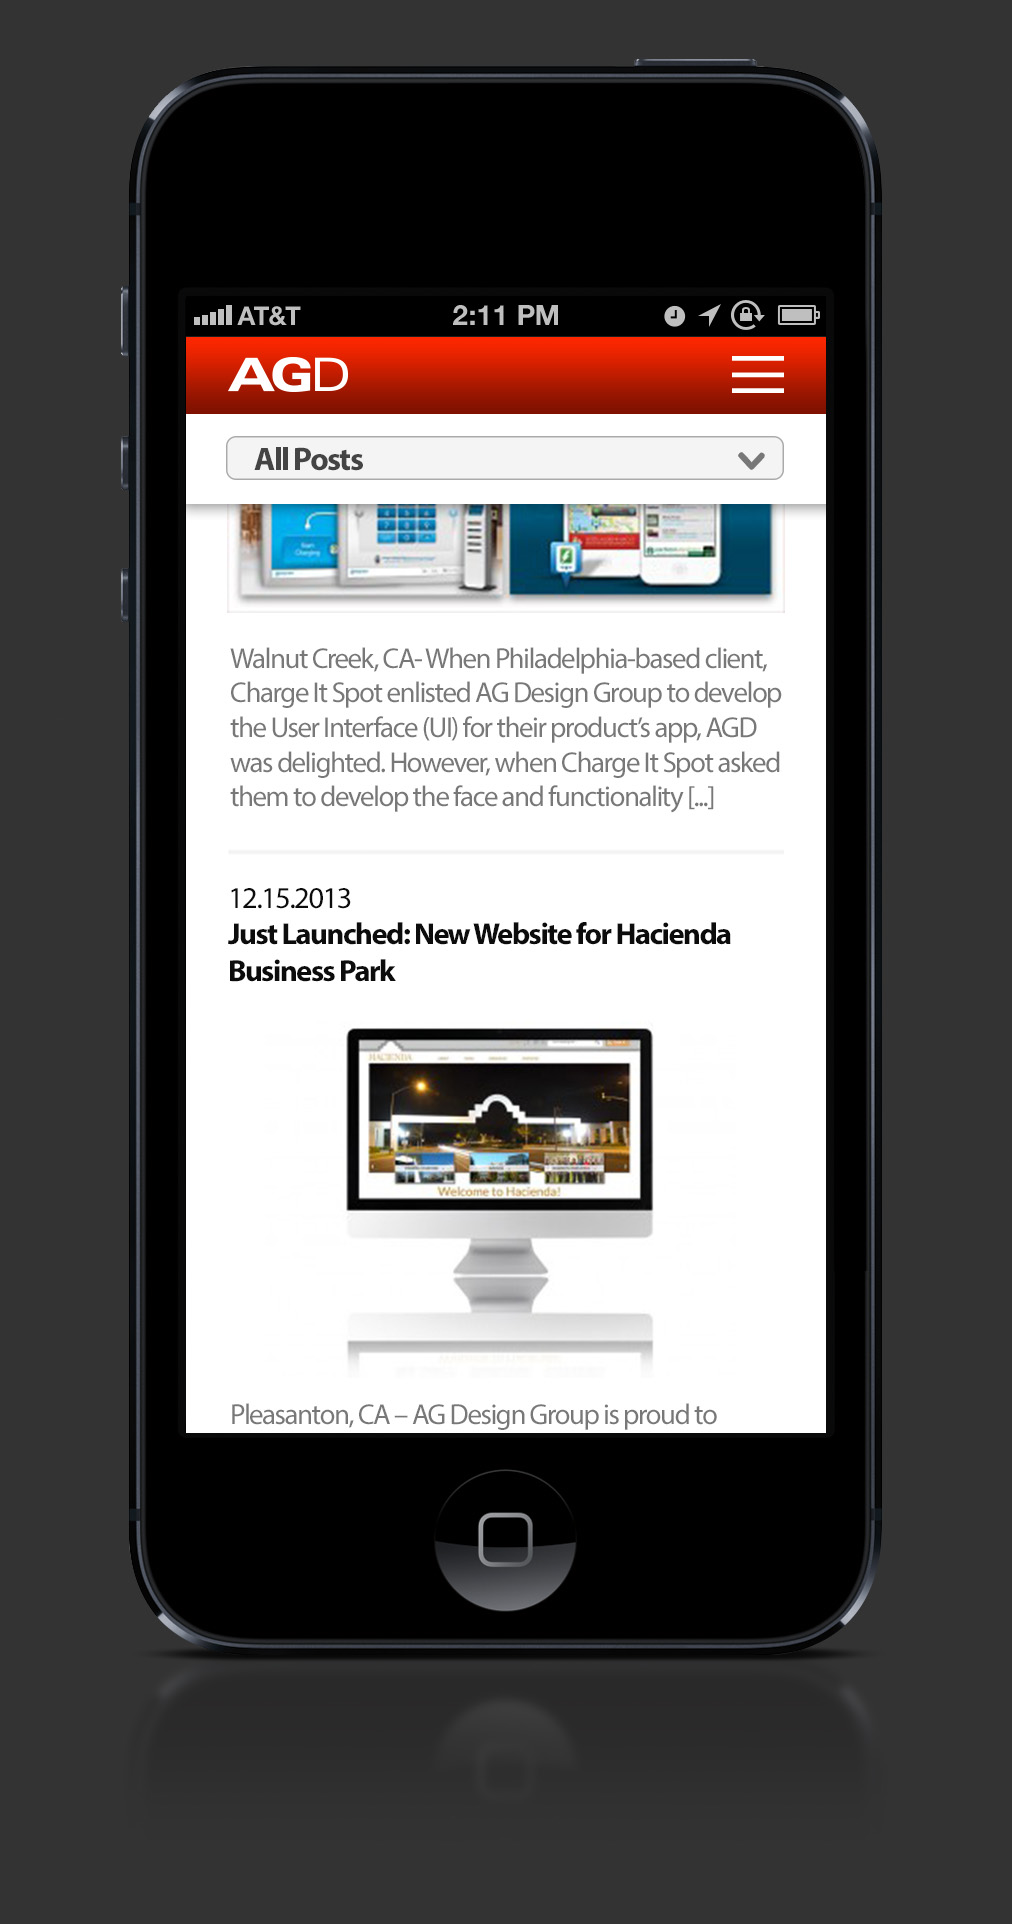 AT&T 2:11 PM
AGD
All Posts
Start
Charging
Walnut Creek, CA- When Philadelphia-based client,
Charge It Spot enlisted AG Design Group to develop
the User Interface (UI) for their product's app, AGD
was delighted. However, when Charge It Spot asked
them to develop the face and functionality [...]
12.15.2013
Just Launched: New Website for Hacienda
Business Park
HACIENDA
Welcome to Hacienda!
Pleasanton, CA – AG Design Group is proud to